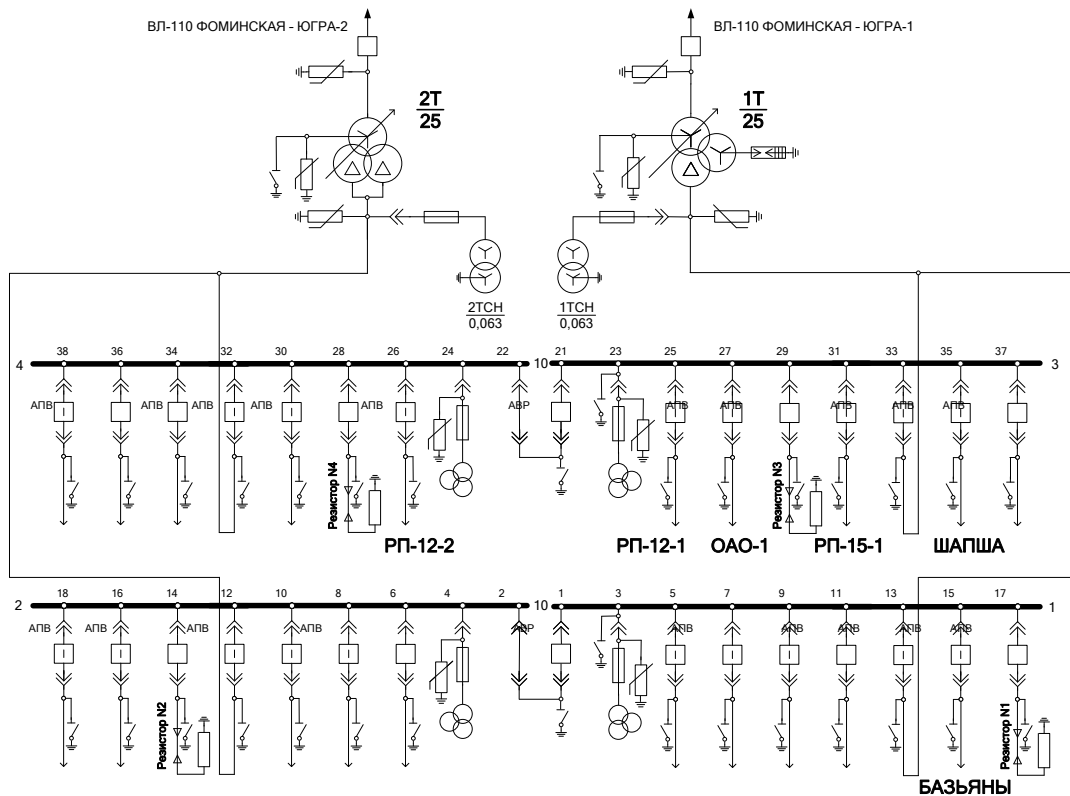 ВЛ-110 ФОМИНСКАЯ - ЮГРА-2
ВЛ-110 ФОМИНСКАЯ - ЮГРА-1
2Т
25
1Т
25
2ТСН
0,063
1ТСН
0,063
38 36 34 32 30 28 26 24 22 21 23 25 27 29 31 33 35 37
4 10 3
АПВ АПВ АПВ АПВ АПВ АВР АПВ АПВ АПВ АПВ АПВ
Резистор N4
Резистор N3
РП-12-2 РП-12-1 ОАО-1 РП-15-1 ШАПША
18 16 14 12 10 8 6 4 2 1 3 5 7 9 11 13 15 17
2 10 1
АПВ АПВ АПВ АПВ АВР АПВ АПВ АПВ АПВ АПВ
Резистор N2
Резистор N1
БАЗЬЯНЫ